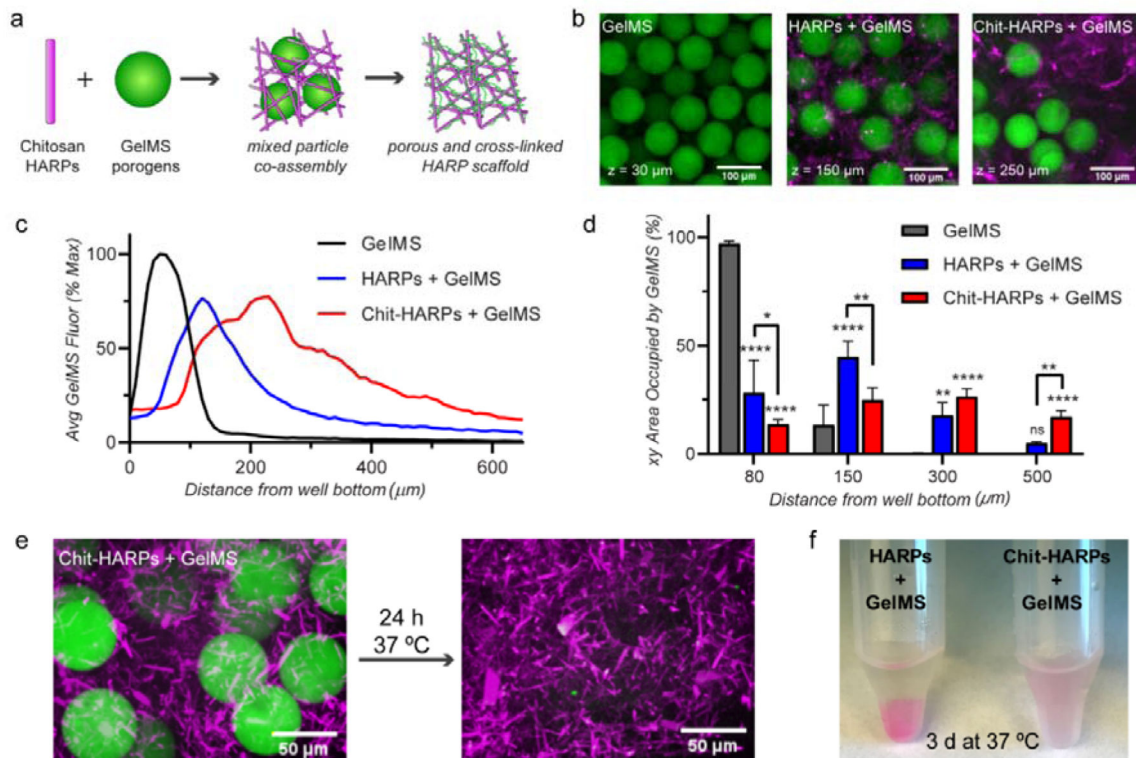 a
Chitosan
HARPs
+
GelMS
porogens
mixed particle
co-assembly
porous and cross-linked
HARP scaffold
b
GelMS
z = 30 μm
100 μm
HARPs + GelMS
z = 150 μm
100 μm
Chit-HARPs + GelMS
z = 250 μm
100 μm
c
Avg GelMS Fluor (% Max)
100
50
0
0
200
400
600
Distance from well bottom (μm)
GelMS
HARPs + GelMS
Chit-HARPs + GelMS
d
xy Area Occupied by GelMS (%)
100
50
0
80
150
300
500
Distance from well bottom (μm)
GelMS
HARPs + GelMS
Chit-HARPs + GelMS
*
****
****
**
****
**
****
**
ns
****
e
Chit-HARPs + GelMS
50 μm
24 h
37 ºC
50 μm
f
HARPs
+
GelMS
Chit-HARPs
+
GelMS
3 d at 37 ºC